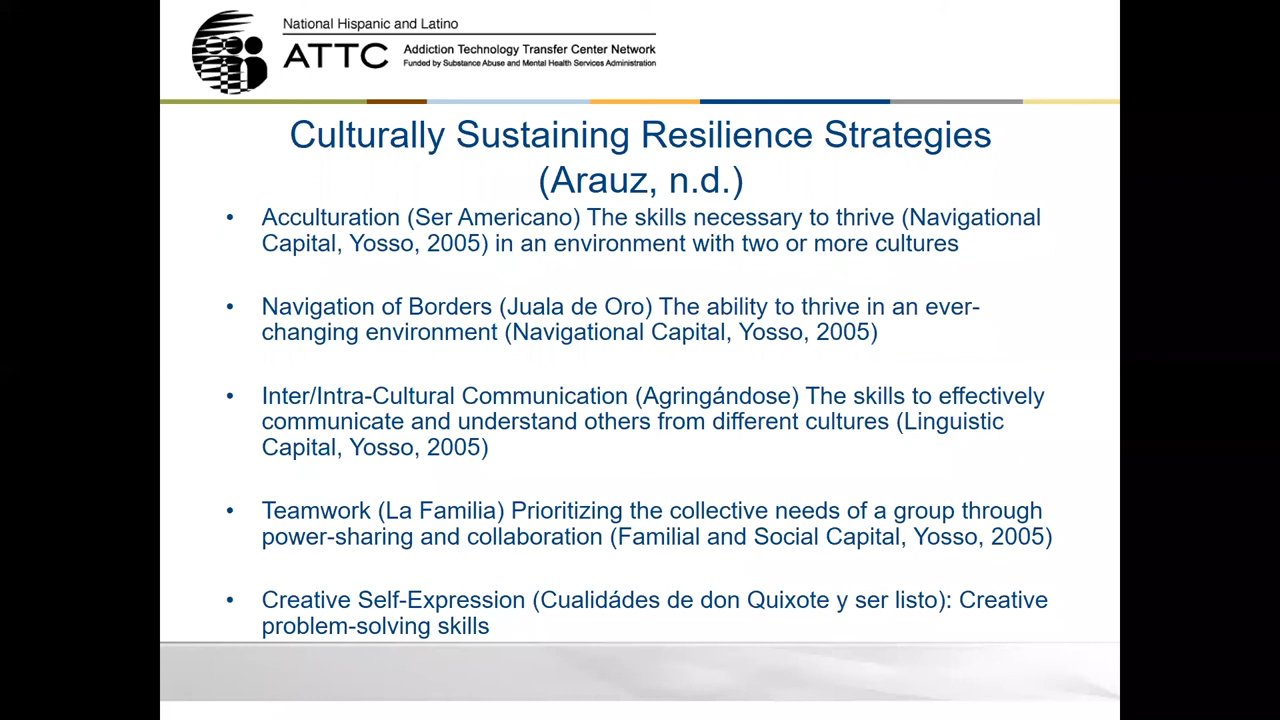 National Hispanic and Latino
ATTC
Addiction Technology Transfer Center Network
Funded by Substance Abuse and Mental Health Services Administration
Culturally Sustaining Resilience Strategies
(Arauz, n.d.)
• Acculturation (Ser Americano) The skills necessary to thrive (Navigational
Capital, Yosso, 2005) in an environment with two or more cultures
• Navigation of Borders (Juala de Oro) The ability to thrive in an ever-
changing environment (Navigational Capital, Yosso, 2005)
• Inter/Intra-Cultural Communication (Agringándose) The skills to effectively
communicate and understand others from different cultures (Linguistic
Capital, Yosso, 2005)
• Teamwork (La Familia) Prioritizing the collective needs of a group through
power-sharing and collaboration (Familial and Social Capital, Yosso, 2005)
• Creative Self-Expression (Cualidádes de don Quixote y ser listo): Creative
problem-solving skills